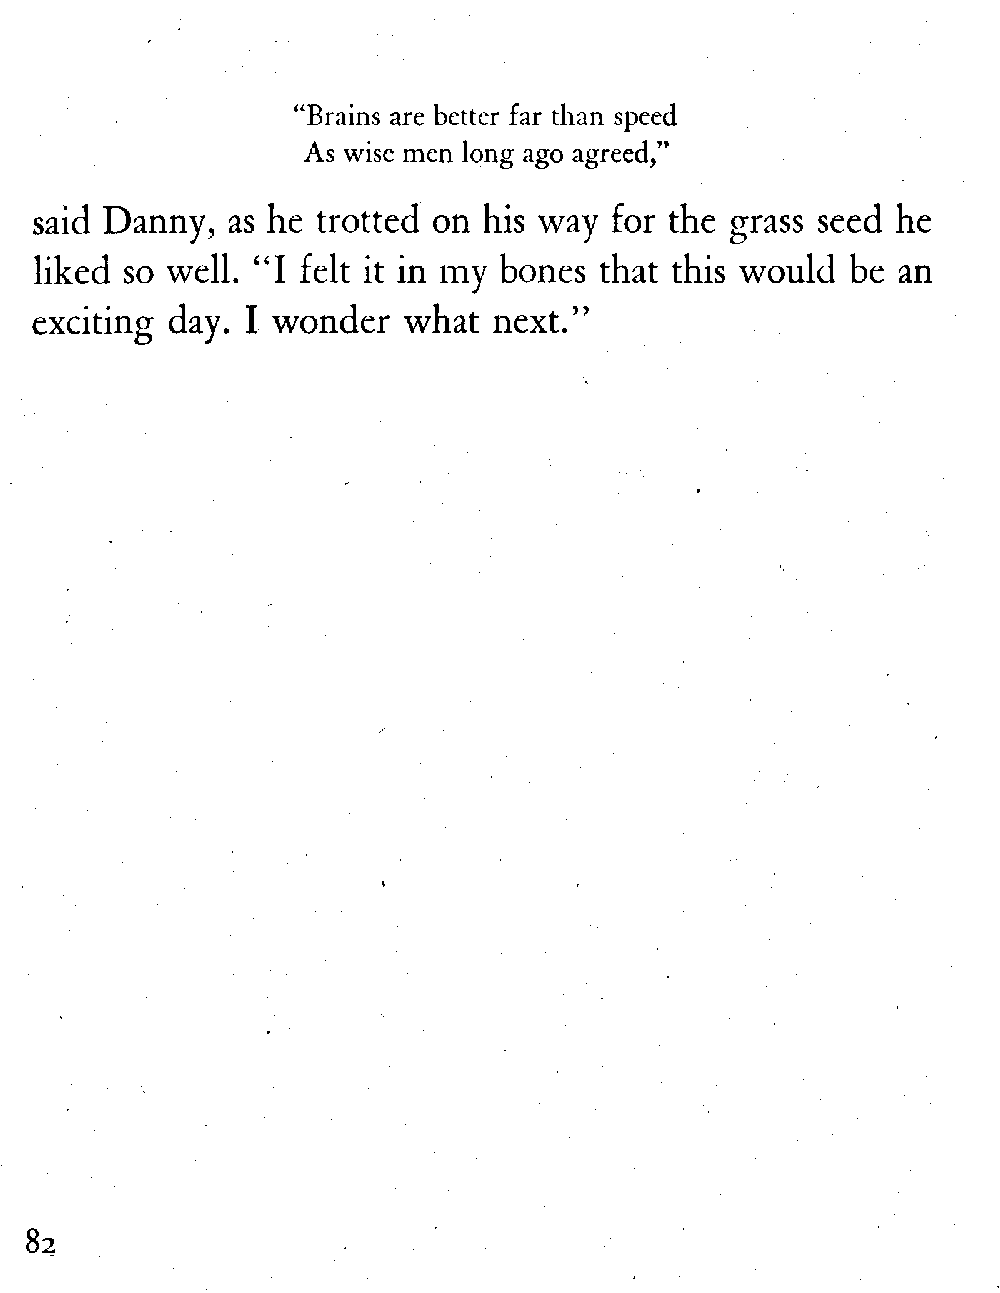 “Brains are better far than speed
As wise men long ago agreed,”
said Danny, as he trotted on his way for the grass seed he
liked so well. “I felt it in my bones that this would be an
exciting day. I wonder what next.”
82